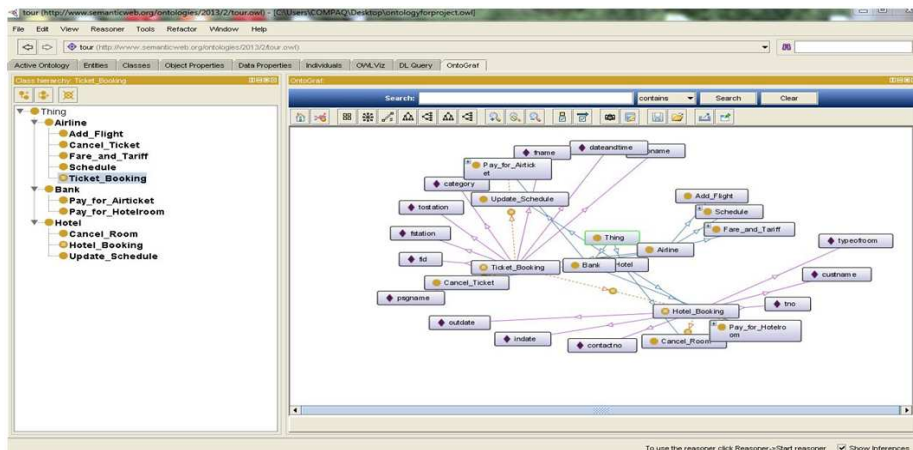 tour (http://www.semanticweb.org/ontologies/2013/2/tour.owl) - [C:\Users\COMPAQ\Desktop\ontologyforproject.owl]
File Edit View Reasoner Tools Refactor Window Help
tour (http://www.semanticweb.org/ontologies/2013/2/tour.owl)
Active Ontology Entities Classes Object Properties Data Properties Individuals OWLViz DL Query OntoGraf
Class hierarchy: Ticket_Booking
OntoGraf:
Search: contains Search Clear
Thing
Airline
Add_Flight
Cancel_Ticket
Fare_and_Tariff
Schedule
Ticket_Booking
Bank
Pay_for_Airticket
Pay_for_Hotelroom
Hotel
Cancel_Room
Hotel_Booking
Update_Schedule
fname
dateandtime
Pay_for_Airtick
et
category
Update_Schedule
Add_Flight
tostation
Schedule
fstation
Thing
Fare_and_Tariff
Airline
typeofroom
fid
Ticket_Booking
Bank
Hotel
custname
Cancel_Ticket
psgname
tno
Hotel_Booking
outdate
Pay_for_Hotelro
om
indate
contactno
Cancel_Room
To use the reasoner click Reasoner->Start reasoner Show Inferences